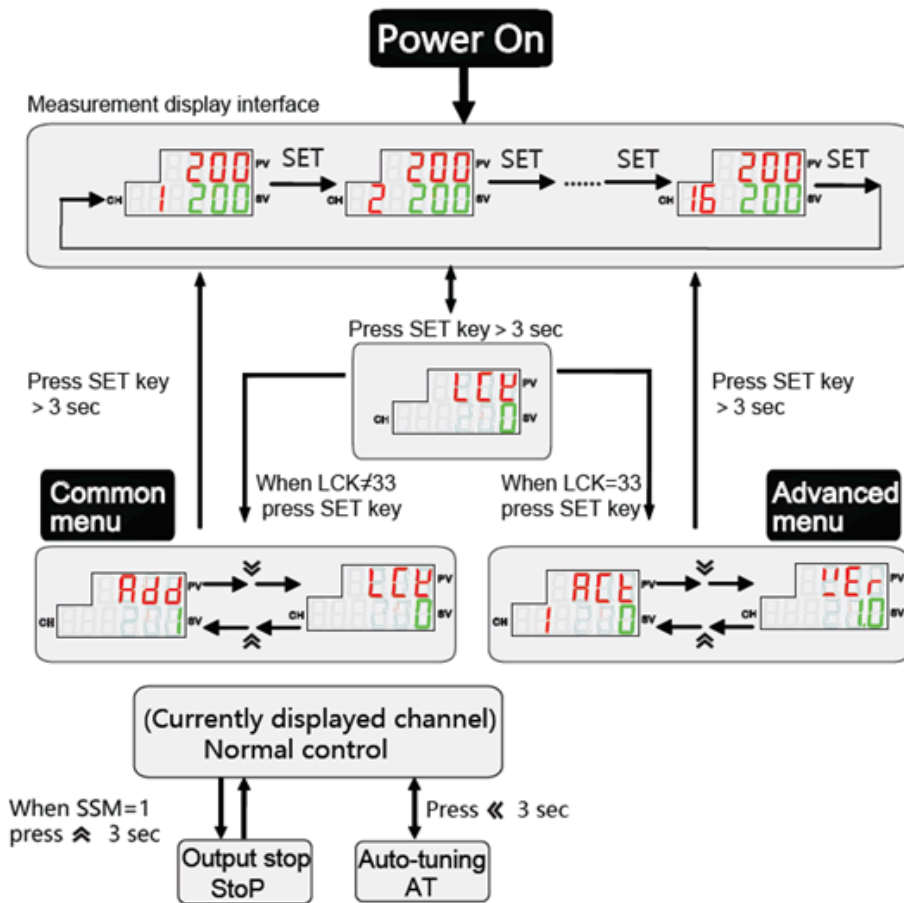 Power On
Measurement display interface
200 PV SET 200 PV SET SET 200 PV SET
CH 1 200 SV CH 2 200 SV ...... CH 16 200 SV
Press SET key > 3 sec
LCK PV
CH 0 SV
Press SET key
> 3 sec
Press SET key
> 3 sec
When LCK≠33
press SET key
When LCK=33
press SET key
Common
menu
Advanced
menu
Add PV LCK PV
CH 1 SV CH 0 SV
ACt PV vEr PV
CH 1 0 SV CH 1.0 SV
(Currently displayed channel)
Normal control
When SSM=1
press ︽ 3 sec
Press « 3 sec
Output stop
StoP
Auto-tuning
AT